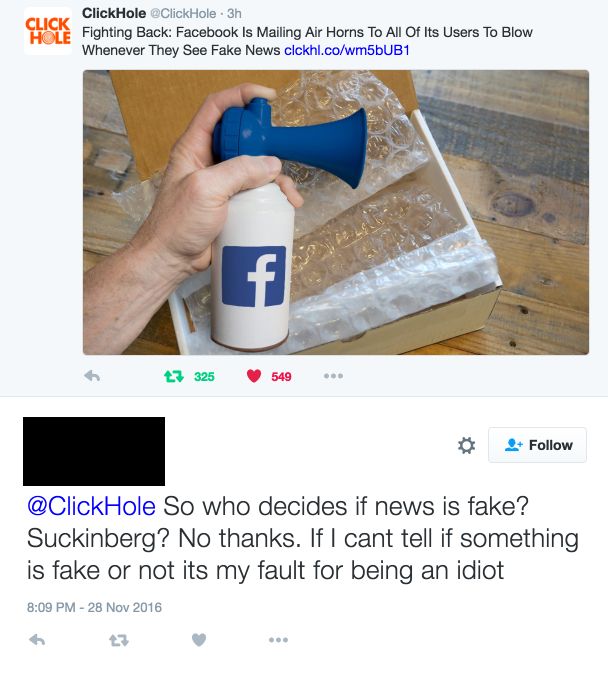 CLICK
HOLE
ClickHole @ClickHole · 3h
Fighting Back: Facebook Is Mailing Air Horns To All Of Its Users To Blow
Whenever They See Fake News clckhl.co/wm5bUB1
f
325 549
Follow
@ClickHole So who decides if news is fake?
Suckinberg? No thanks. If I cant tell if something
is fake or not its my fault for being an idiot
8:09 PM - 28 Nov 2016